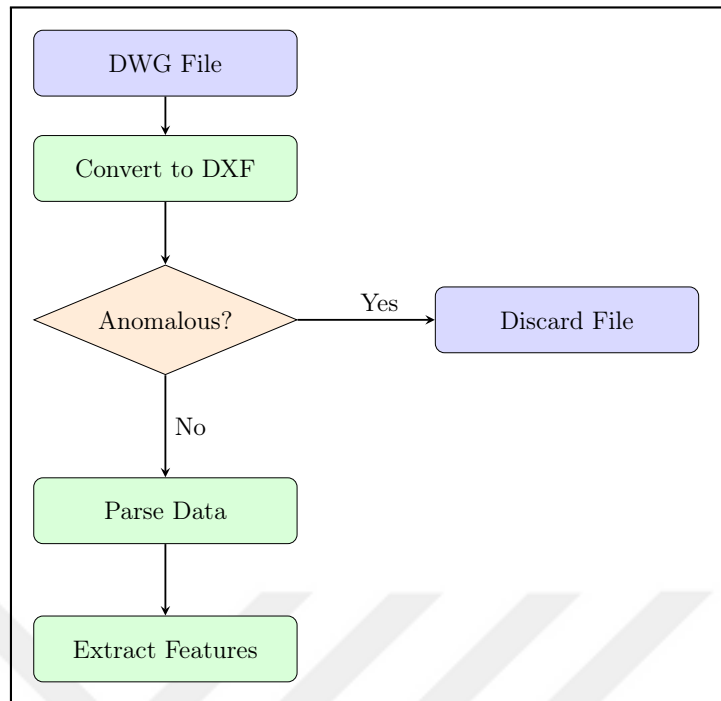 DWG File
Convert to DXF
Anomalous?
Yes
Discard File
No
Parse Data
Extract Features